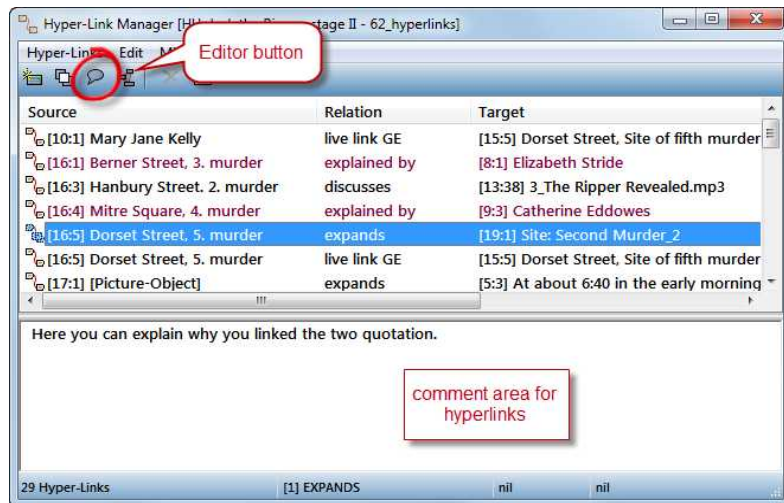 Hyper-Link Manager [HU: stage II - 62_hyperlinks]
Editor button
Hyper-Links Edit
Source Relation Target
[10:1] Mary Jane Kelly live link GE [15:5] Dorset Street, Site of fifth murder
[16:1] Berner Street, 3. murder explained by [8:1] Elizabeth Stride
[16:3] Hanbury Street. 2. murder discusses [13:38] 3_The Ripper Revealed.mp3
[16:4] Mitre Square, 4. murder explained by [9:3] Catherine Eddowes
[16:5] Dorset Street, 5. murder expands [19:1] Site: Second Murder_2
[16:5] Dorset Street, 5. murder live link GE [15:5] Dorset Street, Site of fifth murder
[17:1] [Picture-Object] expands [5:3] At about 6:40 in the early morning
Here you can explain why you linked the two quotation.
comment area for
hyperlinks
29 Hyper-Links [1] EXPANDS nil nil